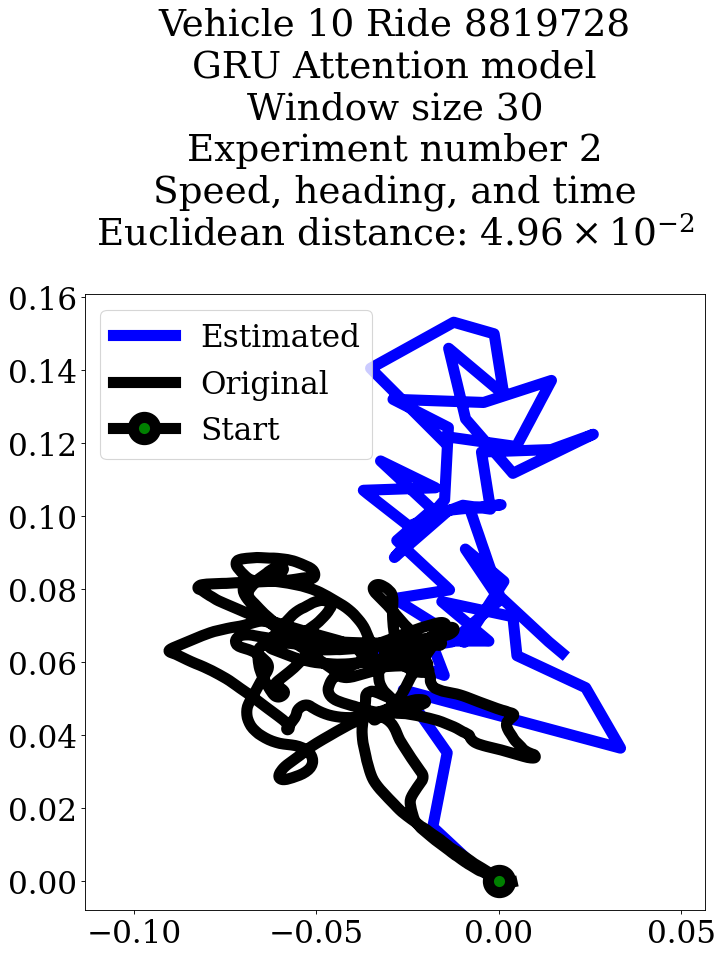 Vehicle 10 Ride 8819728
GRU Attention model
Window size 30
Experiment number 2
Speed, heading, and time
Euclidean distance: 4.96 × 10⁻²
0.16
0.14
0.12
0.10
0.08
0.06
0.04
0.02
0.00
Estimated
Original
Start
−0.10
−0.05
0.00
0.05